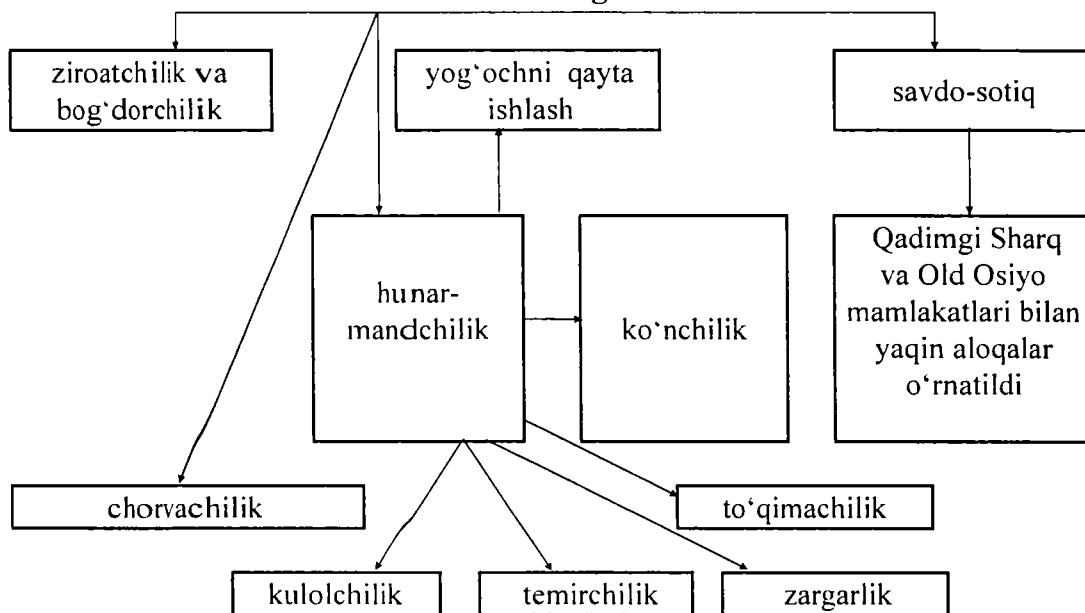 ziroatchilik va
bog‘dorchilik
yog‘ochni qayta
ishlash
savdo-sotiq
hunar-
mandchilik
ko‘nchilik
Qadimgi Sharq
va Old Osiyo
mamlakatlari bilan
yaqin aloqalar
o‘rnatildi
chorvachilik
to‘qimachilik
kulolchilik
temirchilik
zargarlik